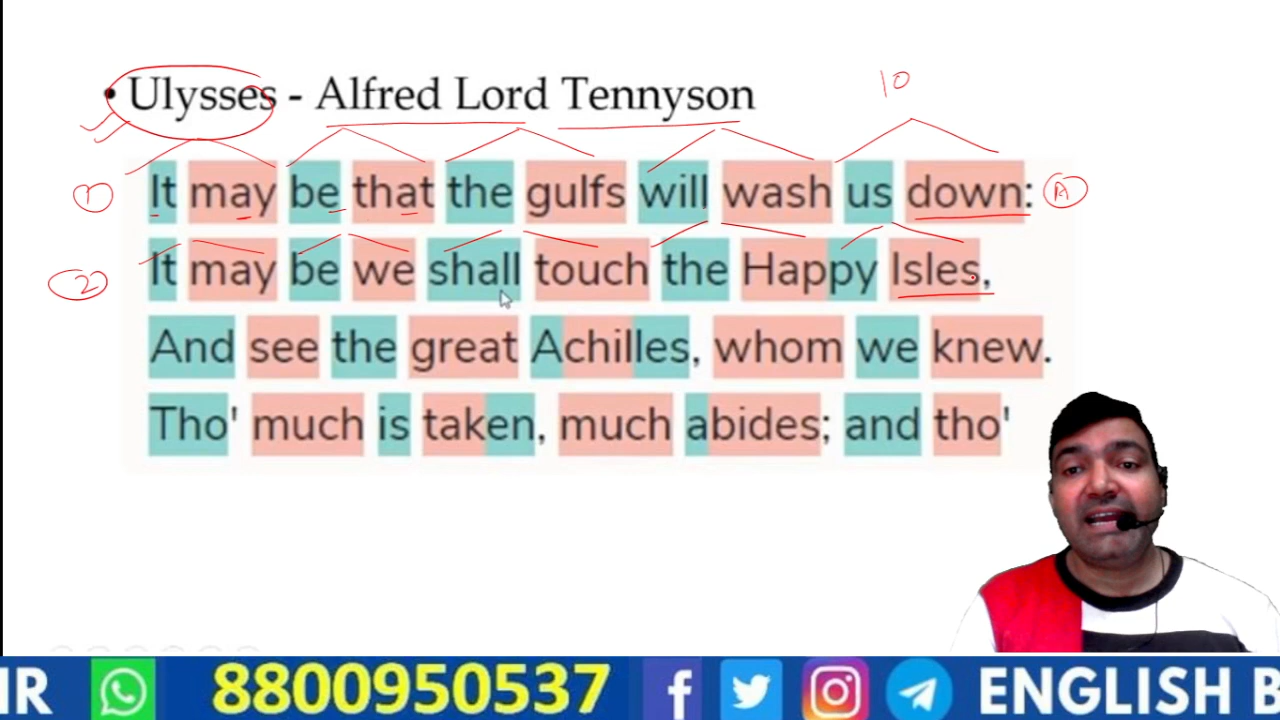 10
• Ulysses - Alfred Lord Tennyson
1 It may be that the gulfs will wash us down: A
2 It may be we shall touch the Happy Isles,
And see the great Achilles, whom we knew.
Tho' much is taken, much abides; and tho'
IR 8800950537 ENGLISH B